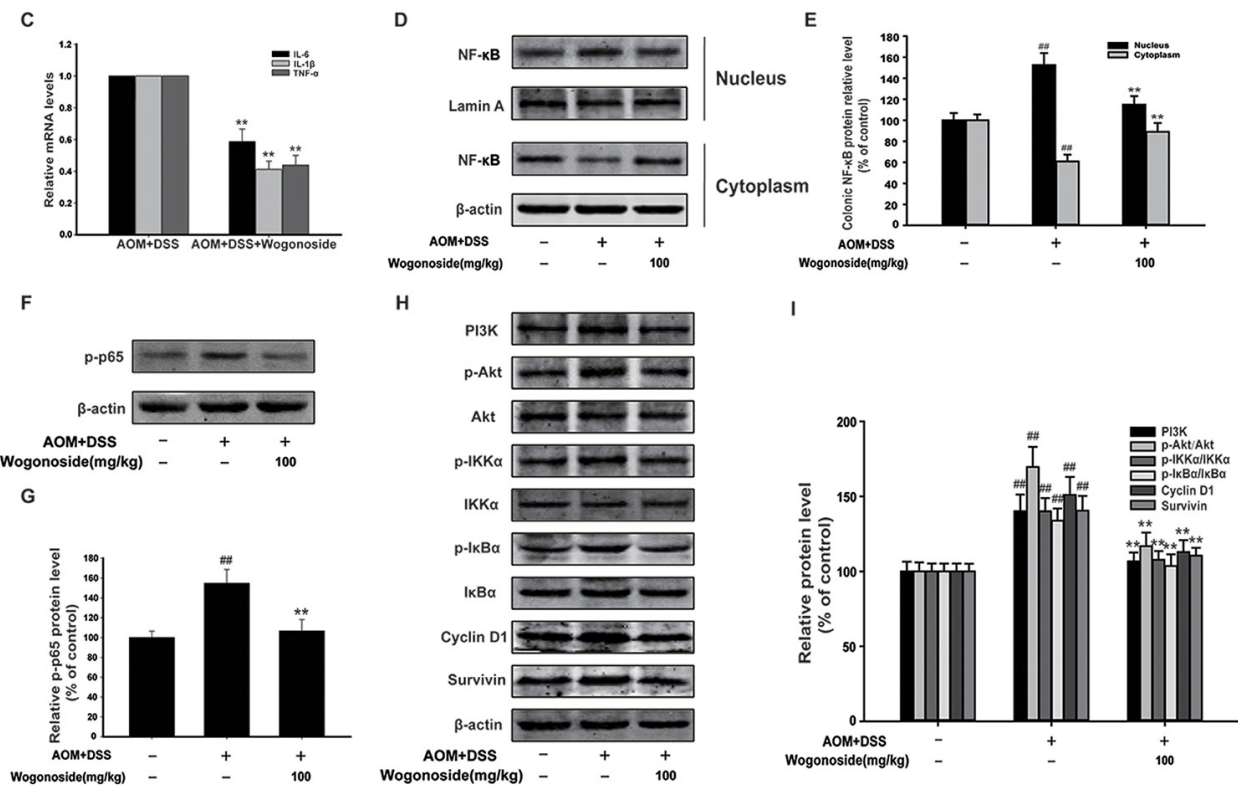 C
Relative mRNA levels
1.2
1.0
0.8
0.6
0.4
0.2
0.0
IL-6
IL-1β
TNF-α
**
**
**
AOM+DSS AOM+DSS+Wogonoside
D
NF-κB
Lamin A
Nucleus
NF-κB
β-actin
Cytoplasm
AOM+DSS – + +
Wogonoside(mg/kg) – – 100
E
Colonic NF-κB protein relative level
(% of control)
180
160
140
120
100
80
60
40
20
0
Nucleus
Cytoplasm
##
##
**
**
AOM+DSS – + +
Wogonoside(mg/kg) – – 100
F
p-p65
β-actin
AOM+DSS – + +
Wogonoside(mg/kg) – – 100
G
Relative p-p65 protein level
(% of control)
180
160
140
120
100
80
60
40
20
0
##
**
AOM+DSS – + +
Wogonoside(mg/kg) – – 100
H
PI3K
p-Akt
Akt
p-IKKα
IKKα
p-IκBα
IκBα
Cyclin D1
Survivin
β-actin
AOM+DSS – + +
Wogonoside(mg/kg) – – 100
I
Relative protein level
(% of control)
200
150
100
50
0
PI3K
p-Akt/Akt
p-IKKα/IKKα
p-IκBα/IκBα
Cyclin D1
Survivin
## ## ## ## ## ##
** ** ** ** ** **
AOM+DSS – + +
Wogonoside(mg/kg) – – 100